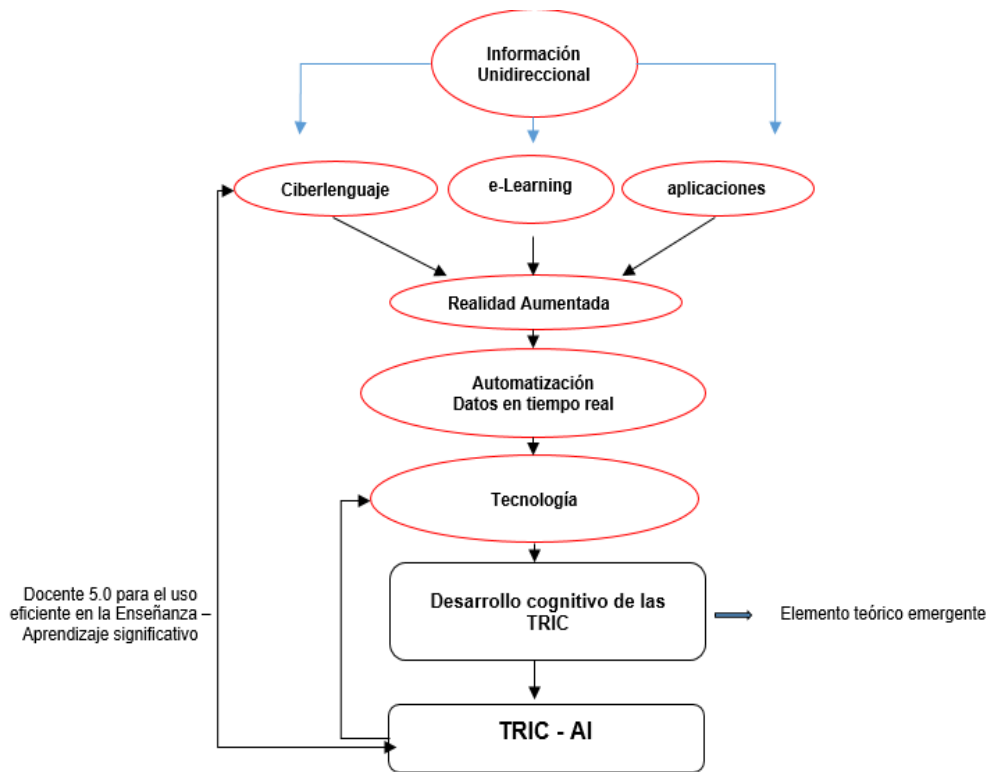 Información
Unidireccional
Ciberlenguaje
e-Learning
aplicaciones
Realidad Aumentada
Automatización
Datos en tiempo real
Tecnología
Docente 5.0 para el uso
eficiente en la Enseñanza –
Aprendizaje significativo
Desarrollo cognitivo de las
TRIC
Elemento teórico emergente
TRIC - AI